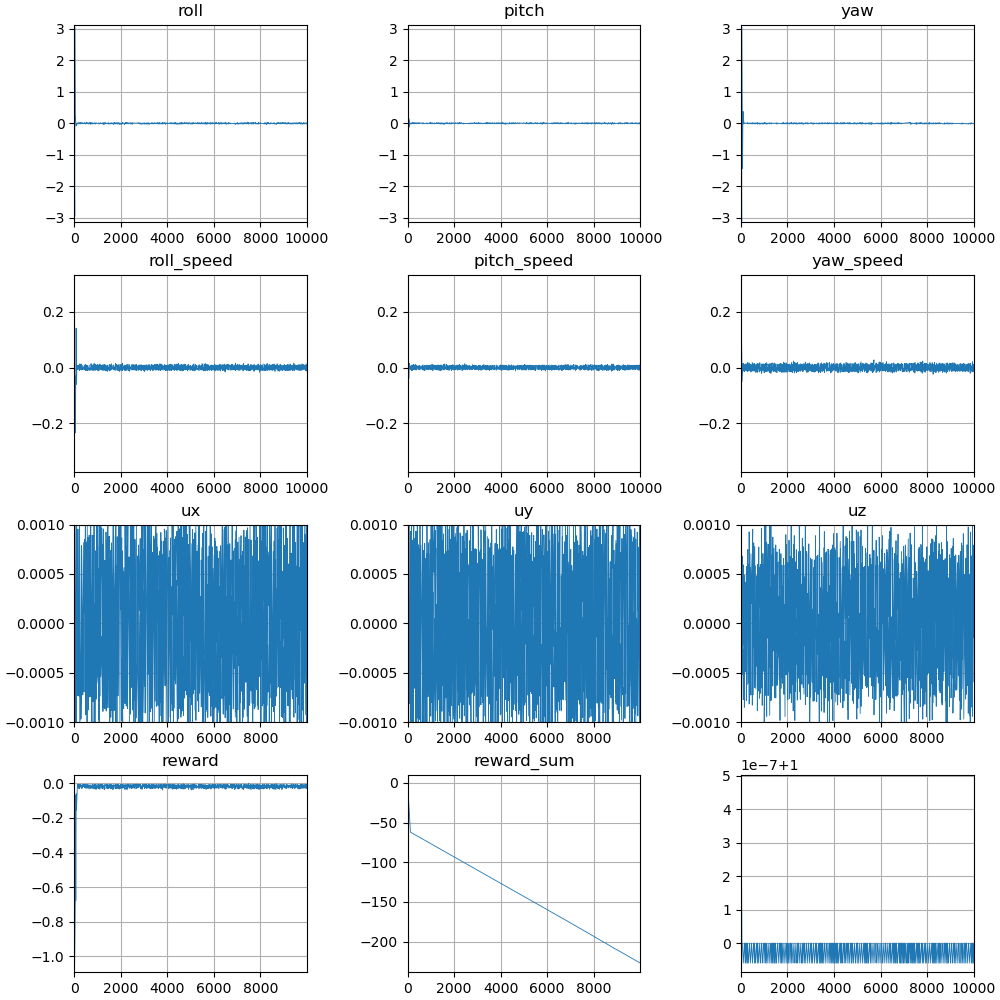 roll pitch yaw
3 3 3
2 2 2
1 1 1
0 0 0
−1 −1 −1
−2 −2 −2
−3 −3 −3
0 2000 4000 6000 8000 10000 0 2000 4000 6000 8000 10000 0 2000 4000 6000 8000 10000
roll_speed pitch_speed yaw_speed
0.2 0.2 0.2
0.0 0.0 0.0
−0.2 −0.2 −0.2
0 2000 4000 6000 8000 10000 0 2000 4000 6000 8000 10000 0 2000 4000 6000 8000 10000
ux uy uz
0.0010 0.0010 0.0010
0.0005 0.0005 0.0005
0.0000 0.0000 0.0000
−0.0005 −0.0005 −0.0005
−0.0010 −0.0010 −0.0010
0 2000 4000 6000 8000 0 2000 4000 6000 8000 0 2000 4000 6000 8000
reward reward_sum 1e−7+1
0.0 0 5
−0.2 −50 4
−0.4 −100 3
−0.6 −150 2
−0.8 −200 1
−1.0 0
0 2000 4000 6000 8000 10000 0 2000 4000 6000 8000 0 2000 4000 6000 8000 10000